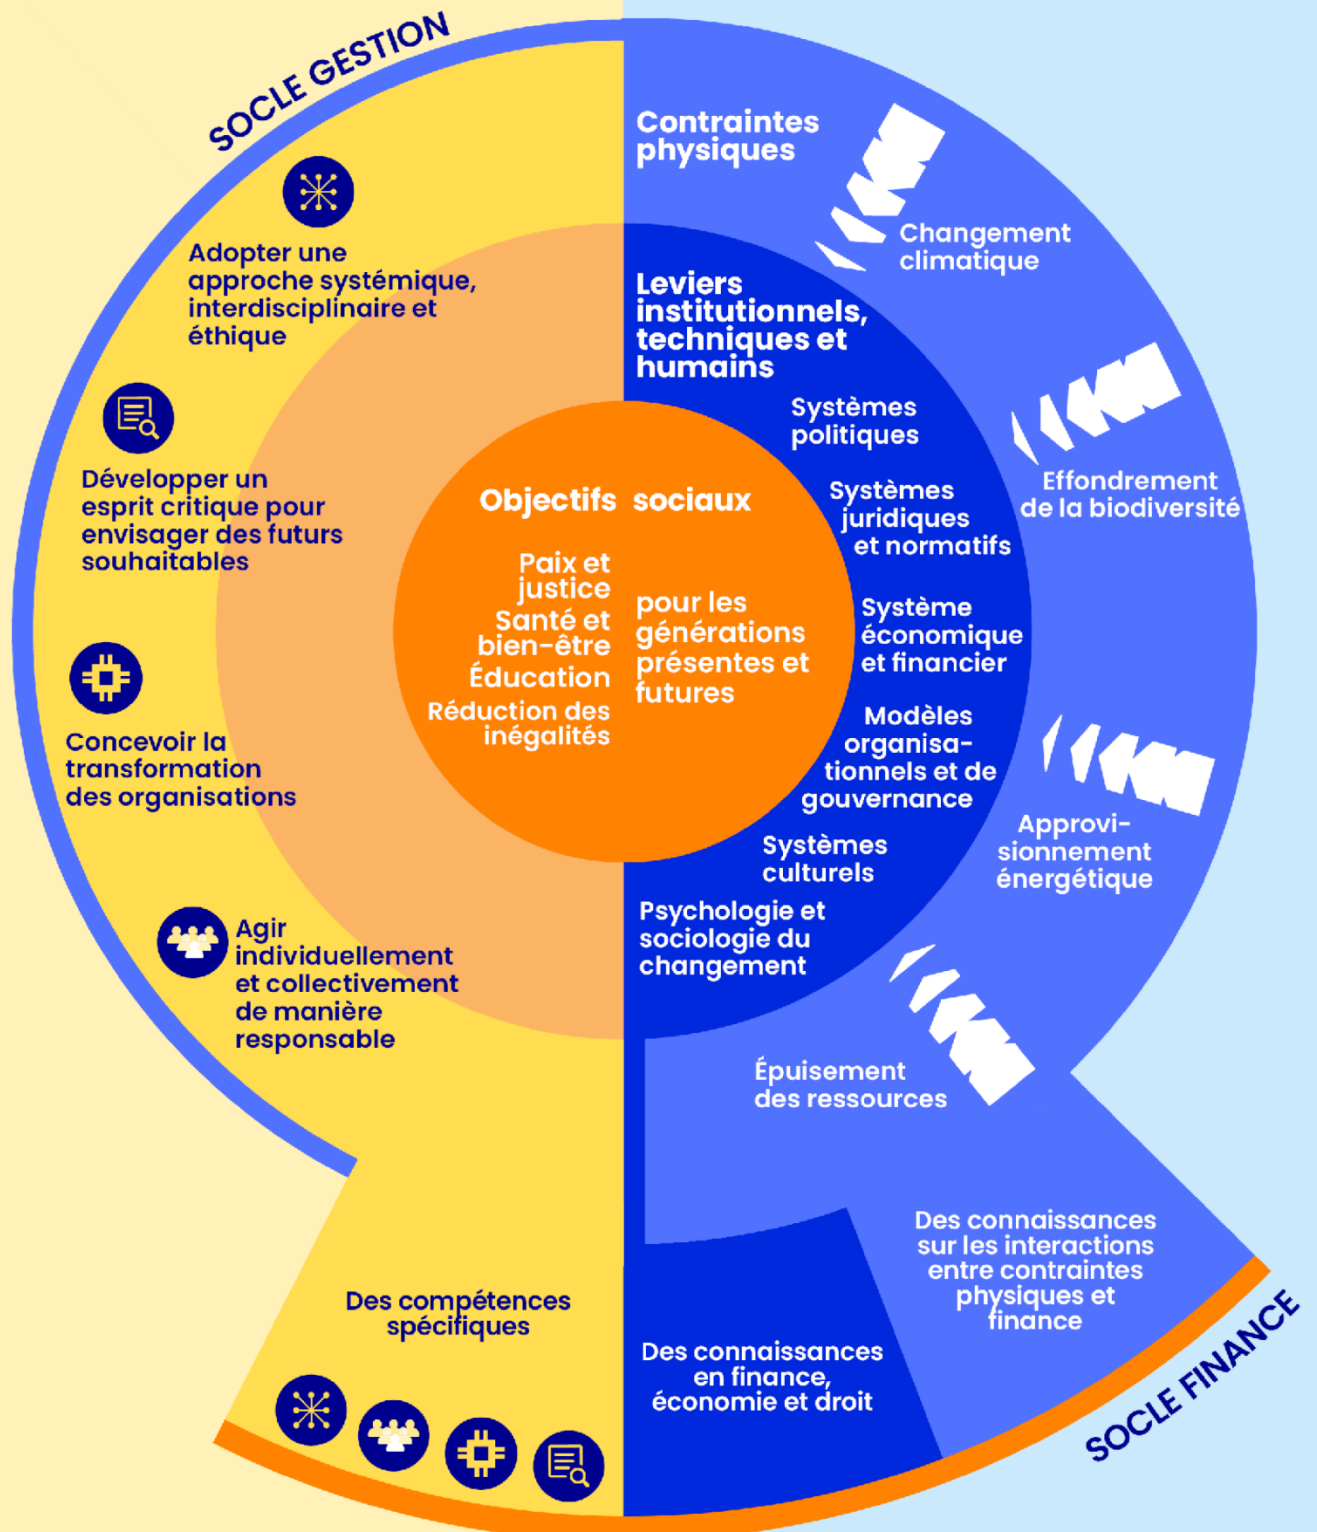 SOCLE GESTION
Adopter une
approche systémique,
interdisciplinaire et
éthique
Développer un
esprit critique pour
envisager des futurs
souhaitables
Concevoir la
transformation
des organisations
Agir
individuellement
et collectivement
de manière
responsable
Objectifs sociaux
Paix et
justice
Santé et
bien-être
Éducation
Réduction des
inégalités
pour les
générations
présentes et
futures
Contraintes
physiques
Changement
climatique
Effondrement
de la biodiversité
Approvi-
sionnement
énergétique
Épuisement
des ressources
Leviers
institutionnels,
techniques et
humains
Systèmes
politiques
Systèmes
juridiques
et normatifs
Système
économique
et financier
Modèles
organisa-
tionnels et de
gouvernance
Systèmes
culturels
Psychologie et
sociologie du
changement
Des compétences
spécifiques
Des connaissances
en finance,
économie et droit
Des connaissances
sur les interactions
entre contraintes
physiques et
finance
SOCLE FINANCE